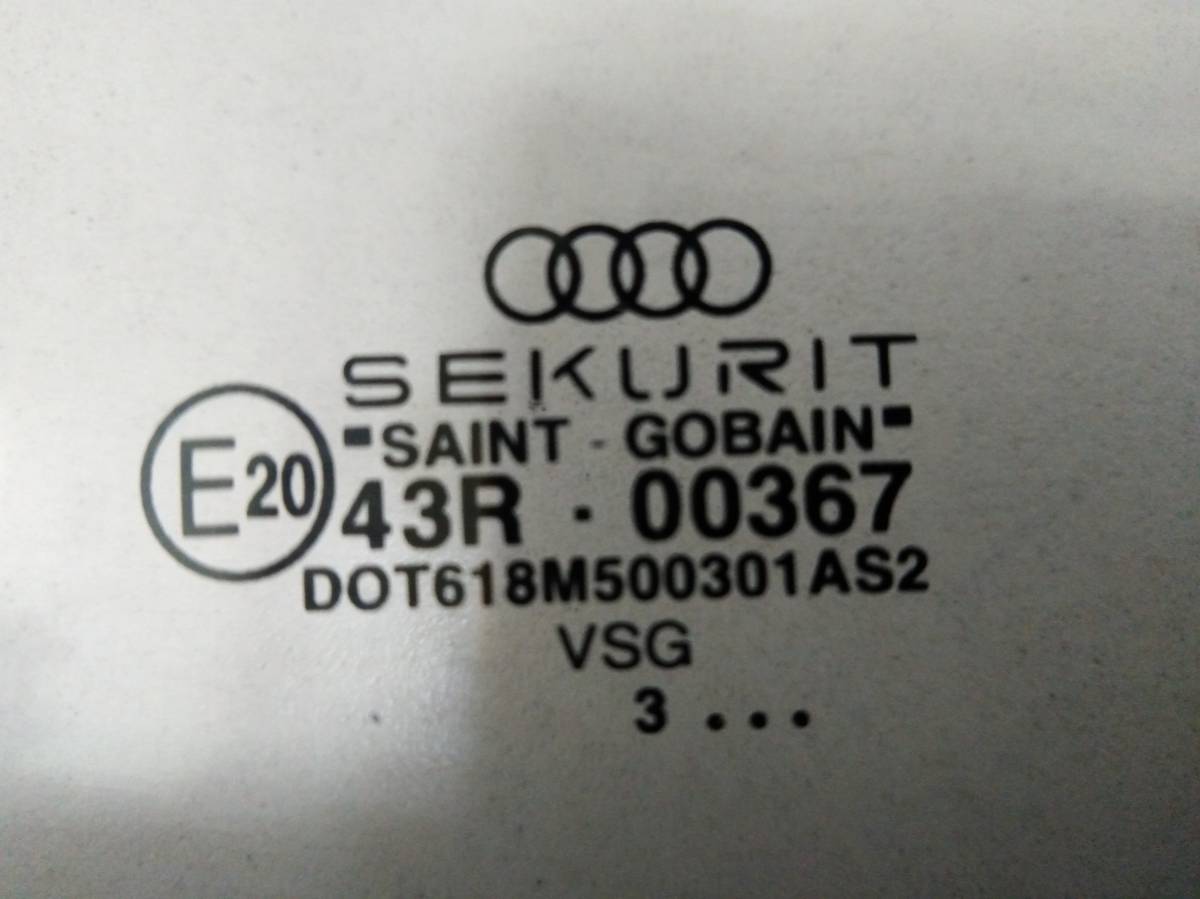 SEKURIT
"SAINT - GOBAIN"
E20 43R · 00367
DOT618M500301AS2
VSG
3 ...